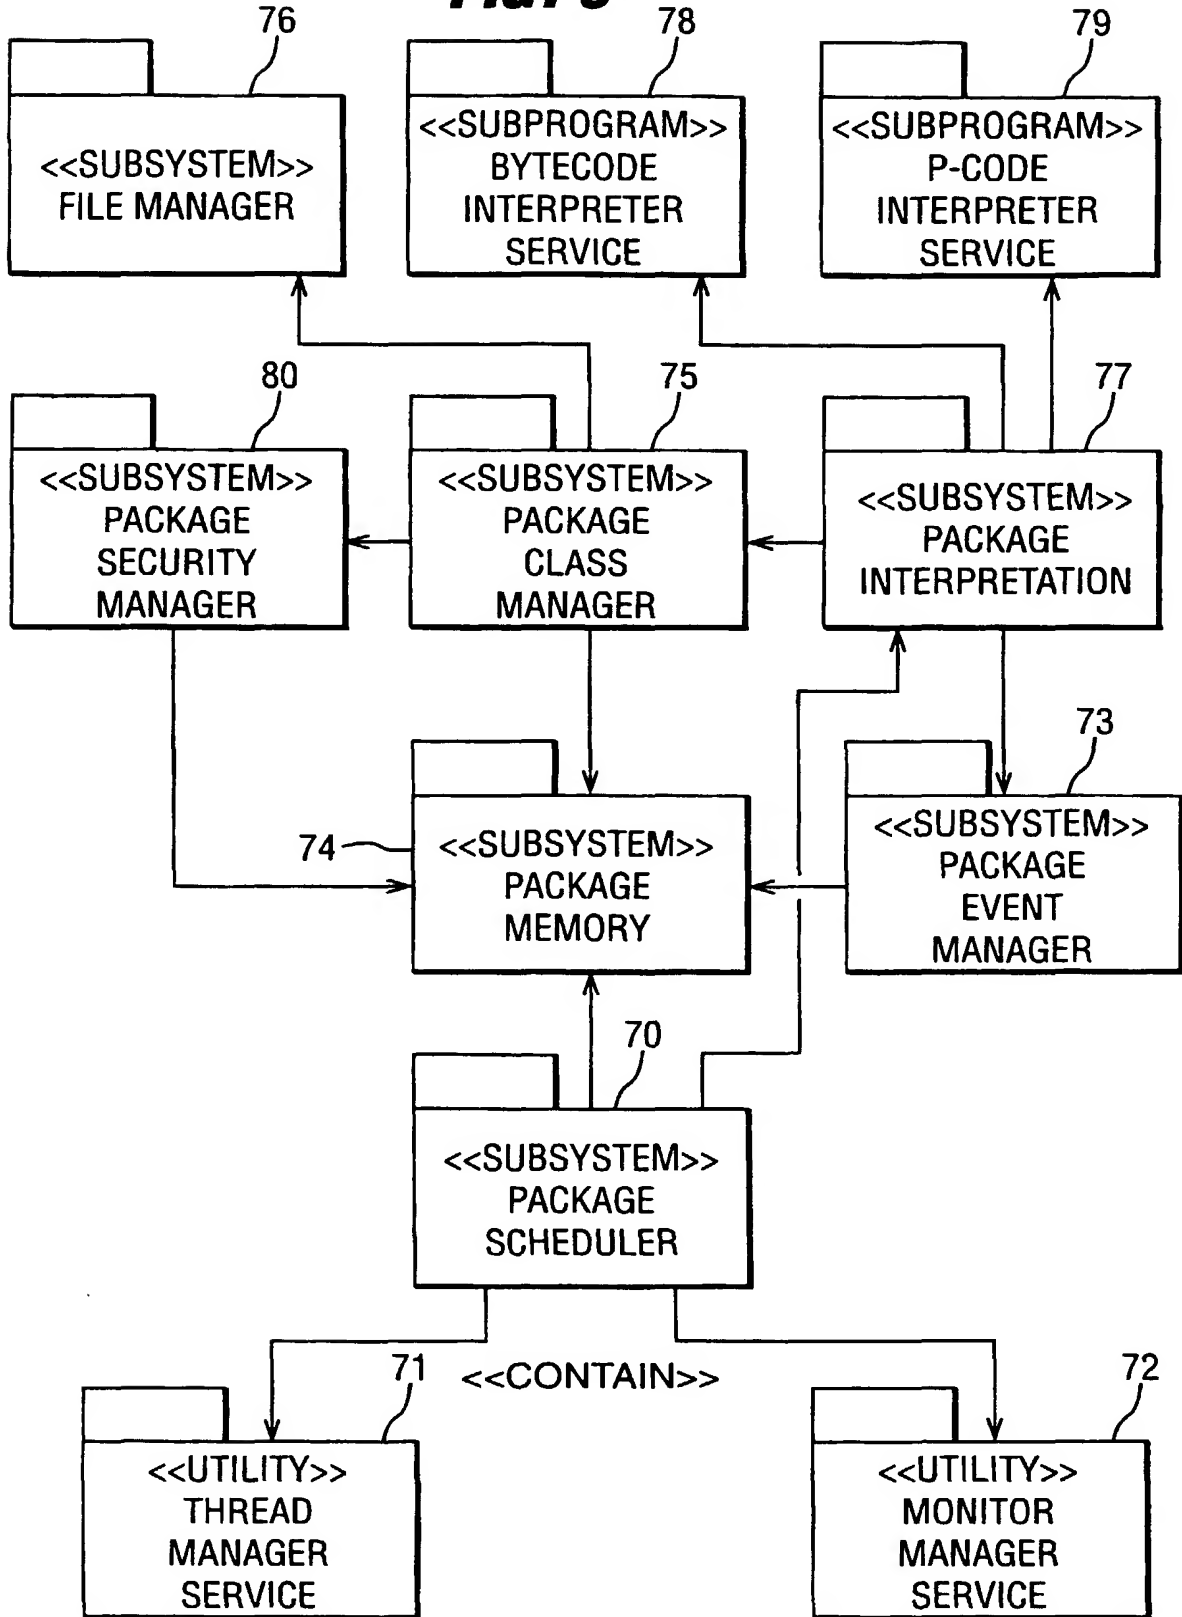 76
78
79
<<SUBSYSTEM>>
FILE MANAGER
<<SUBPROGRAM>>
BYTECODE
INTERPRETER
SERVICE
<<SUBPROGRAM>>
P-CODE
INTERPRETER
SERVICE
80
75
77
<<SUBSYSTEM>>
PACKAGE
SECURITY
MANAGER
<<SUBSYSTEM>>
PACKAGE
CLASS
MANAGER
<<SUBSYSTEM>>
PACKAGE
INTERPRETATION
73
74
<<SUBSYSTEM>>
PACKAGE
MEMORY
<<SUBSYSTEM>>
PACKAGE
EVENT
MANAGER
70
<<SUBSYSTEM>>
PACKAGE
SCHEDULER
71
<<CONTAIN>>
72
<<UTILITY>>
THREAD
MANAGER
SERVICE
<<UTILITY>>
MONITOR
MANAGER
SERVICE